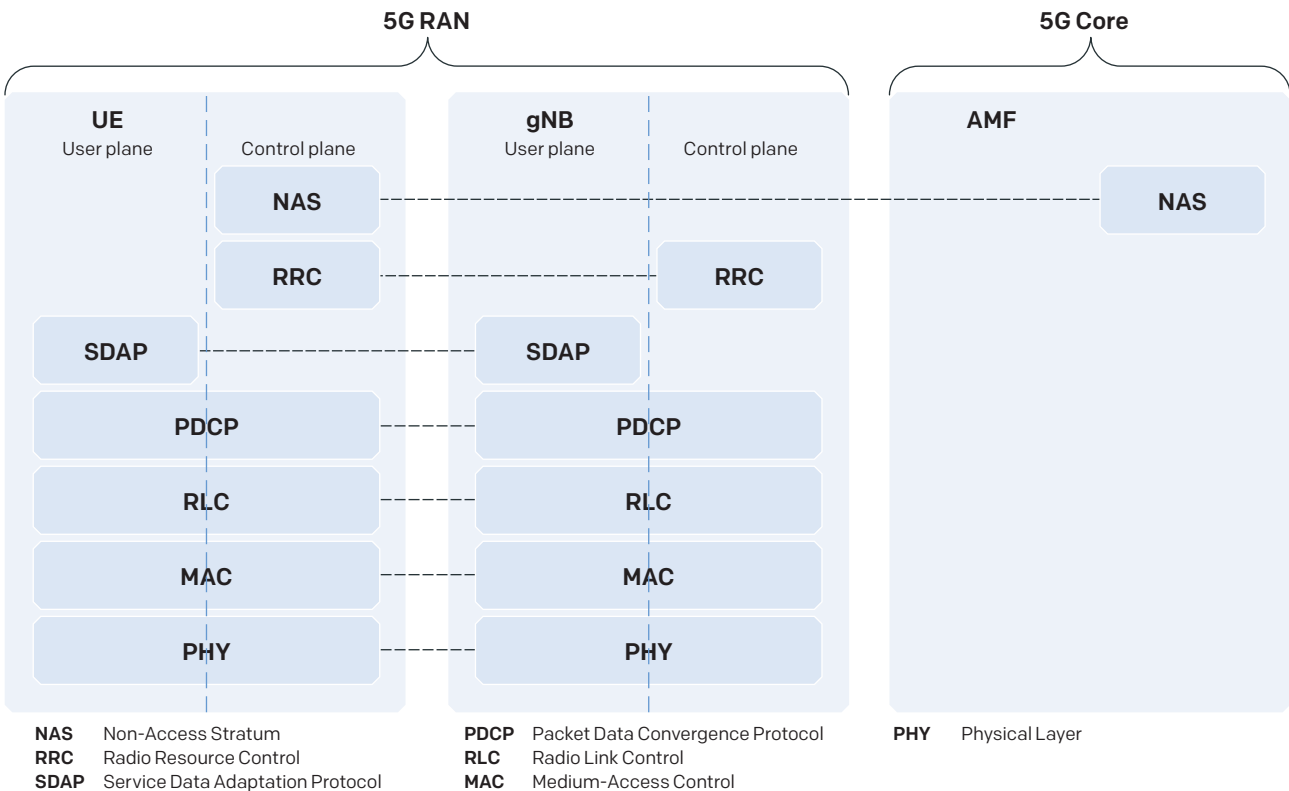 5G RAN
5G Core
UE
User plane
Control plane
gNB
User plane
Control plane
AMF
NAS
NAS
RRC
RRC
SDAP
SDAP
PDCP
PDCP
RLC
RLC
MAC
MAC
PHY
PHY
NAS Non-Access Stratum
RRC Radio Resource Control
SDAP Service Data Adaptation Protocol
PDCP Packet Data Convergence Protocol
RLC Radio Link Control
MAC Medium-Access Control
PHY Physical Layer